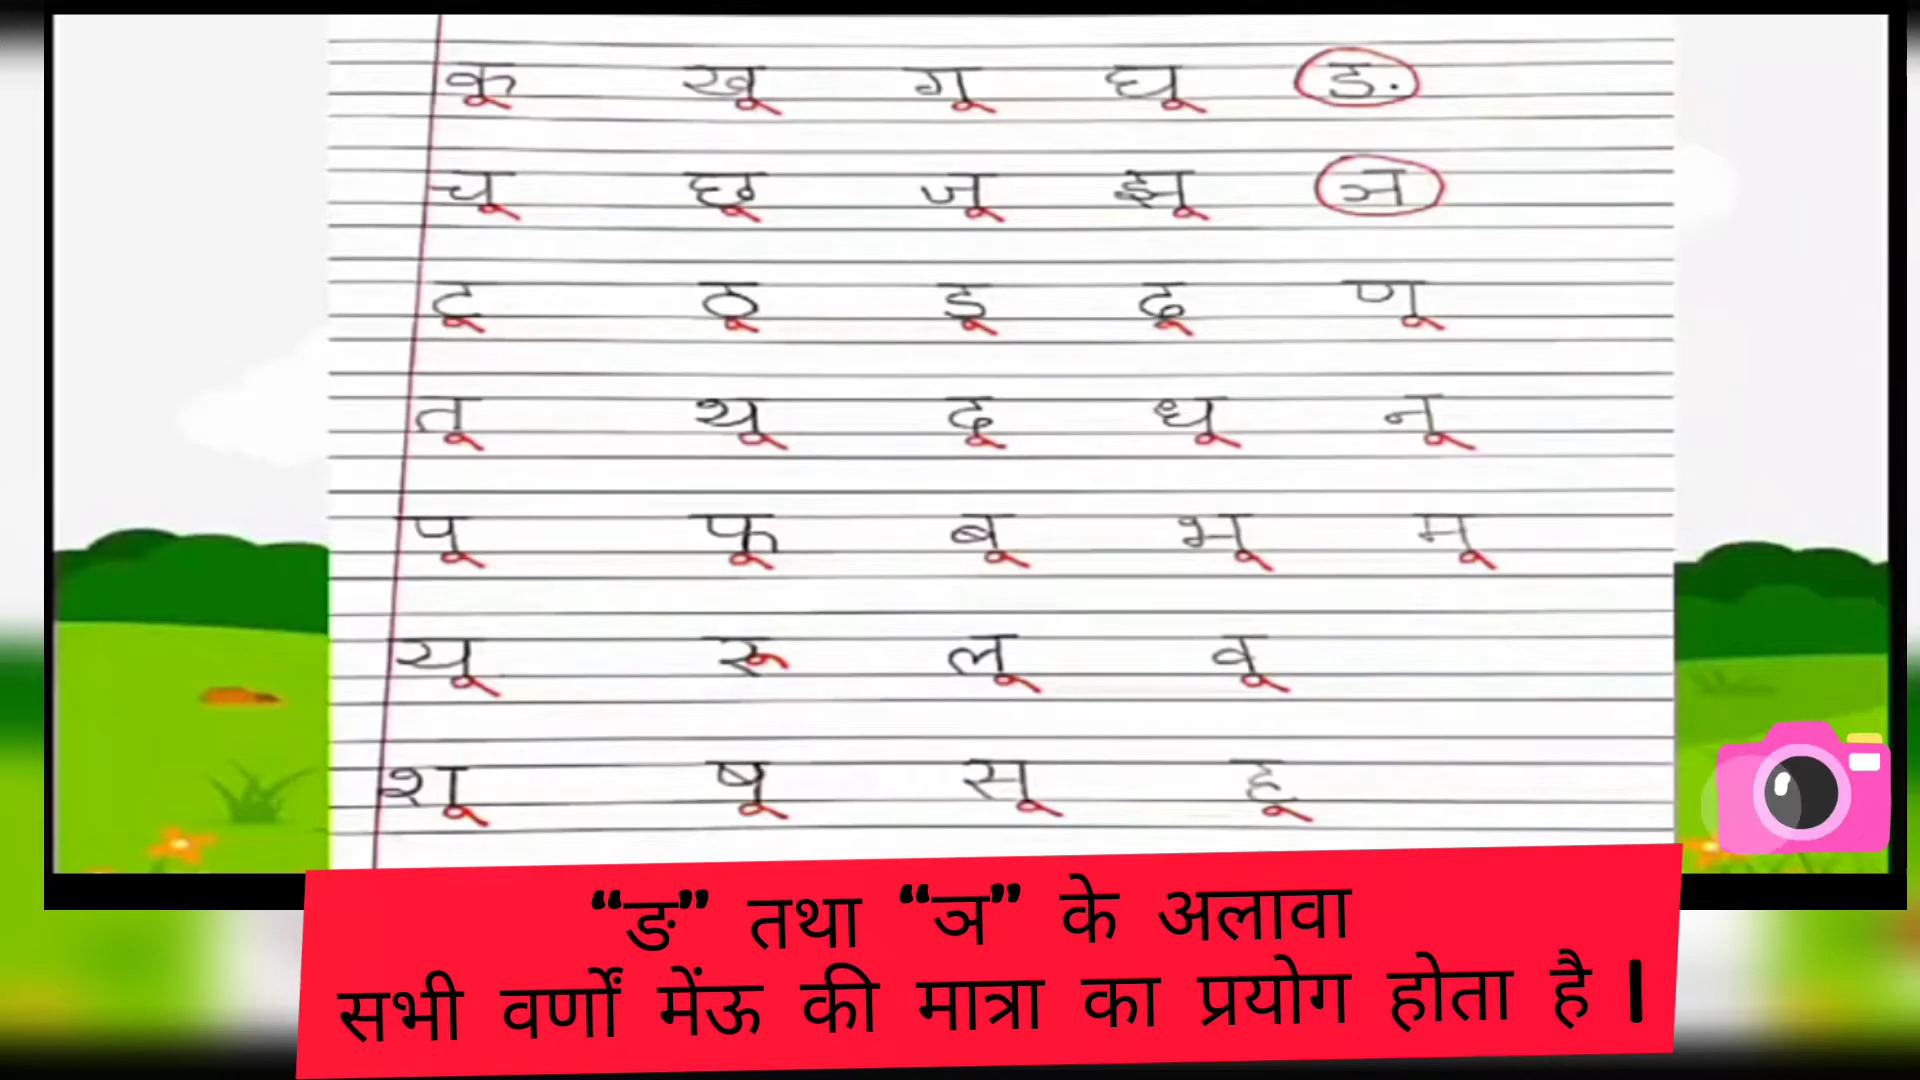 कू खू गू घू ङ
चू छू जू झू ञ
टू ठू डू ढू णू
तू थू दू धू नू
पू फू बू भू मू
यू रू लू वू
शू षू सू हू
“ङ” तथा “ञ” के अलावा
सभी वर्णों मेंऊ की मात्रा का प्रयोग होता है ।